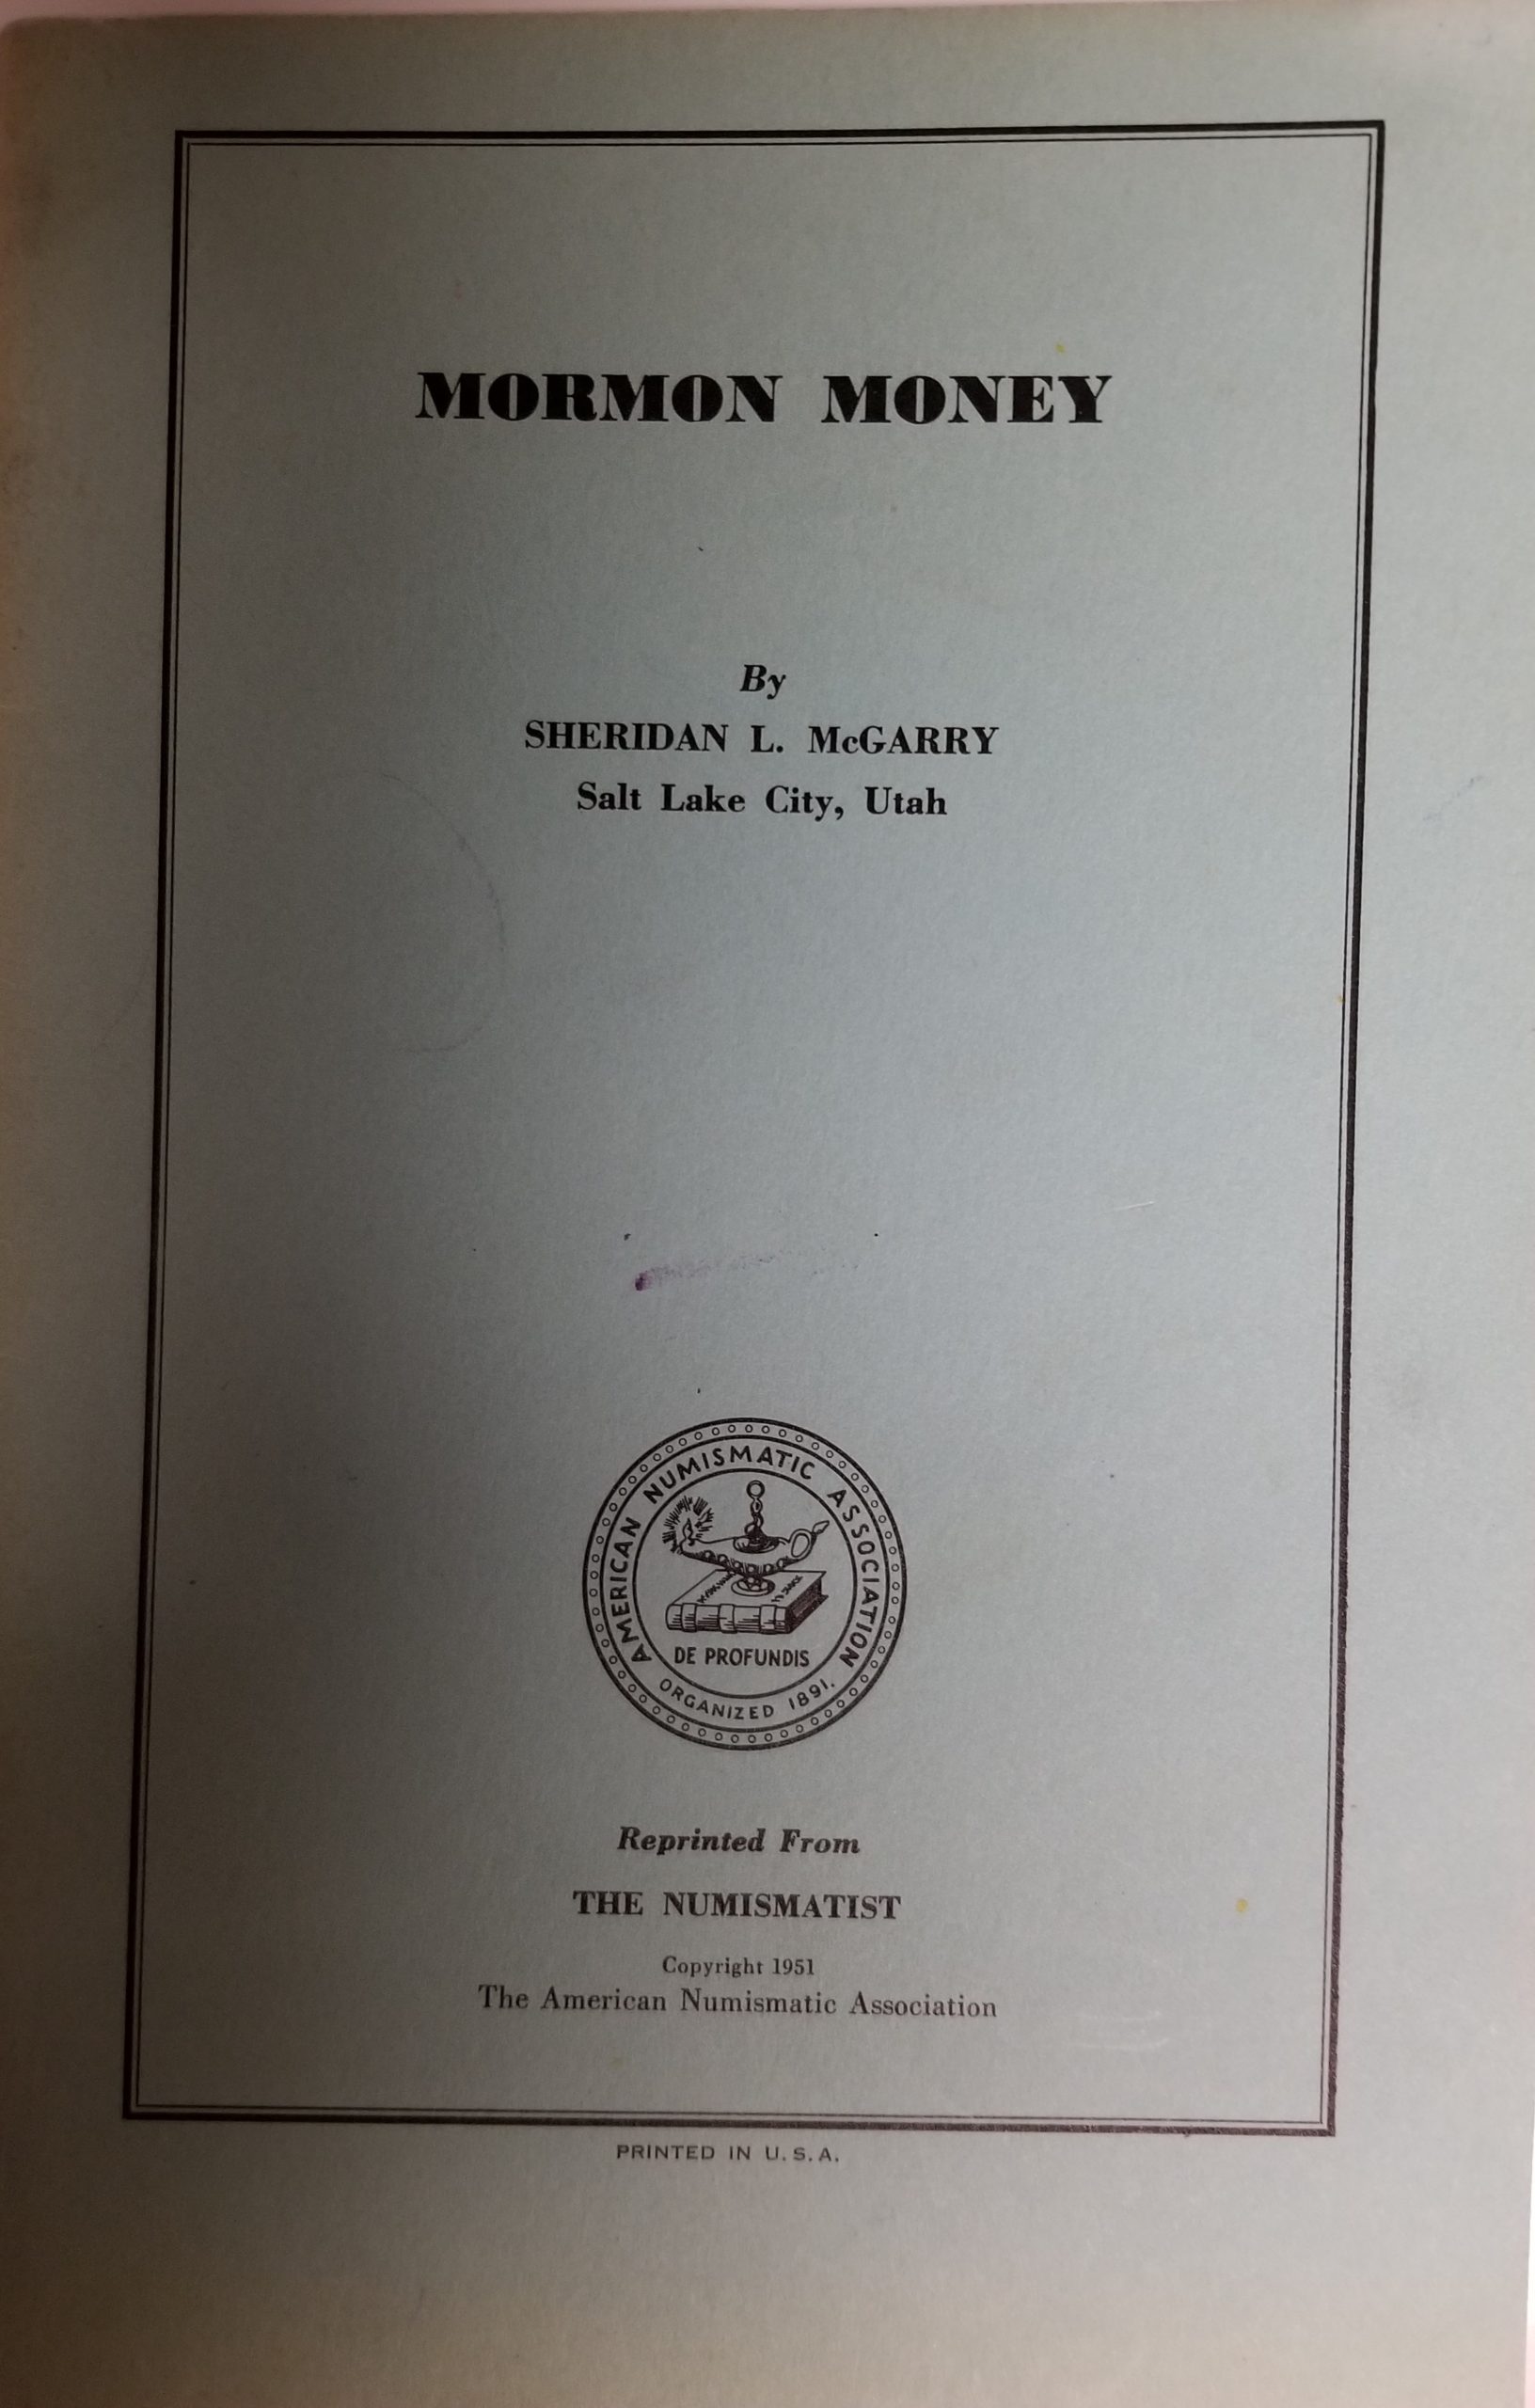 MORMON MONEY
By
SHERIDAN L. McGARRY
Salt Lake City, Utah
AMERICAN NUMISMATIC ASSOCIATION
DE PROFUNDIS
ORGANIZED 1891.
Reprinted From
THE NUMISMATIST
Copyright 1951
The American Numismatic Association
PRINTED IN U.S.A.